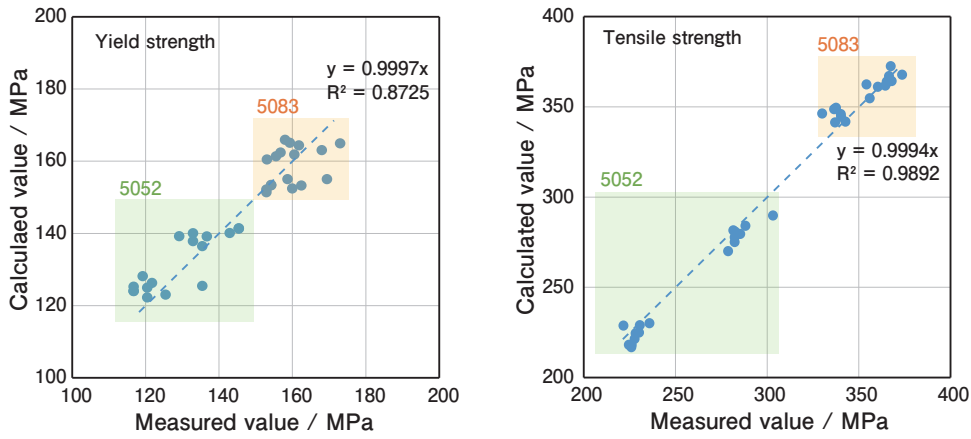 Yield strength
y = 0.9997x
R² = 0.8725
5083
5052
200
180
160
140
120
100
100
120
140
160
180
200
Calculaed value / MPa
Measured value / MPa
Tensile strength
5083
y = 0.9994x
R² = 0.9892
5052
400
350
300
250
200
200
250
300
350
400
Calculated value / MPa
Measured value / MPa